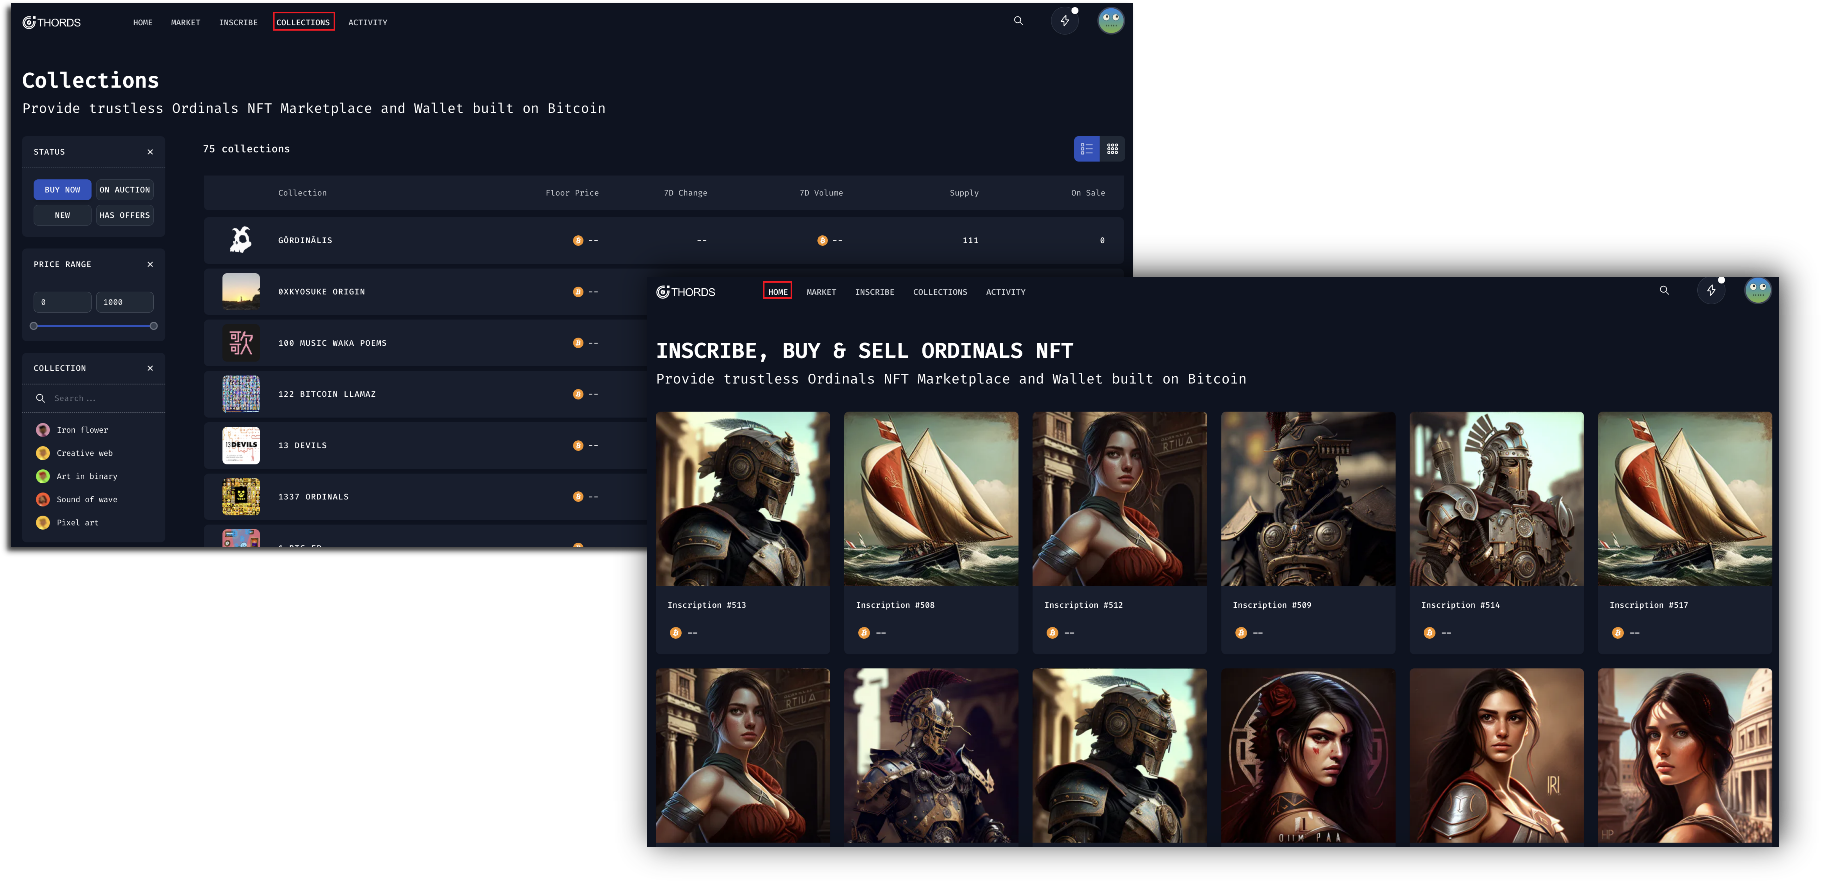 THORDS HOME MARKET INSCRIBE COLLECTIONS ACTIVITY
Collections
Provide trustless Ordinals NFT Marketplace and Wallet built on Bitcoin
STATUS
BUY NOW ON AUCTION
NEW HAS OFFERS
PRICE RANGE
0 1000
COLLECTION
Search...
Iron flower
Creative web
Art in binary
Sound of wave
Pixel art
75 collections
Collection Floor Price 7D Change 7D Volume Supply On Sale
GÖRDINÄLIS -- -- -- 111 0
0XKYOSUKE ORIGIN --
歌
100 MUSIC WAKA POEMS --
122 BITCOIN LLAMAZ --
13 DEVILS
13 DEVILS --
1337 ORDINALS --
THORDS HOME MARKET INSCRIBE COLLECTIONS ACTIVITY
INSCRIBE, BUY & SELL ORDINALS NFT
Provide trustless Ordinals NFT Marketplace and Wallet built on Bitcoin
Inscription #513
--
Inscription #508
--
Inscription #512
--
Inscription #509
--
Inscription #514
--
Inscription #517
--